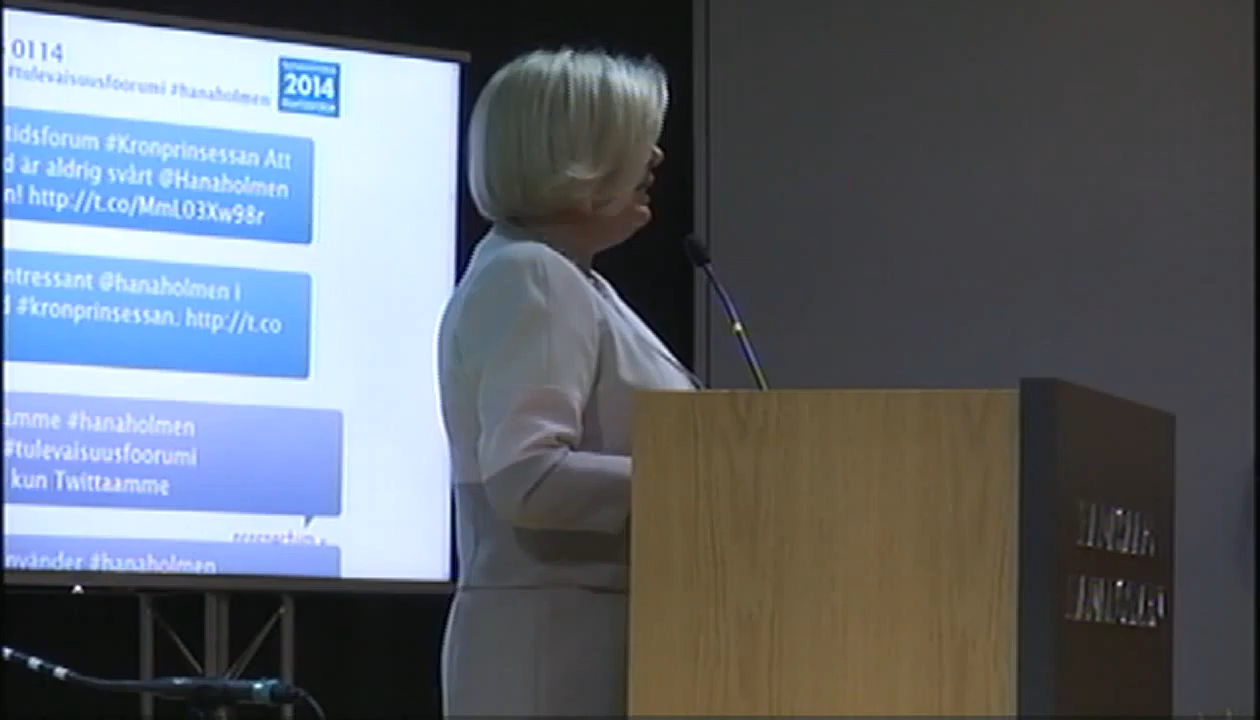 0114
#tulevaisuusfoorumi #hanaholmen
2014
tidsforum #Kronprinsessan Att
d är aldrig svårt @Hanaholmen
n! http://t.co/MmL03Xw98r
ntressant @hanaholmen i
d #kronprinsessan. http://t.co
ämme #hanaholmen
#tulevaisuusfoorumi
kun Twittaamme
nvänder #hanaholmen